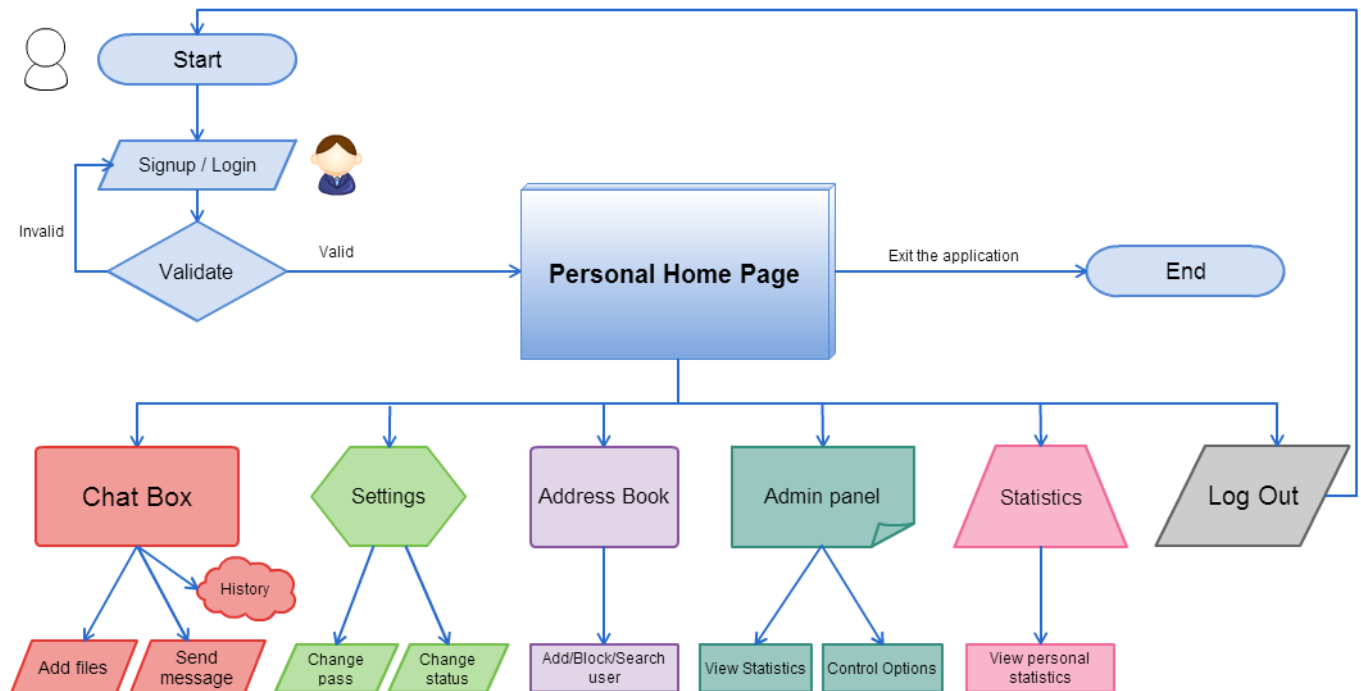 Start
Signup / Login
Invalid
Validate
Valid
Personal Home Page
Exit the application
End
Chat Box
Settings
Address Book
Admin panel
Statistics
Log Out
History
Add files
Send
message
Change
pass
Change
status
Add/Block/Search
user
View Statistics
Control Options
View personal
statistics